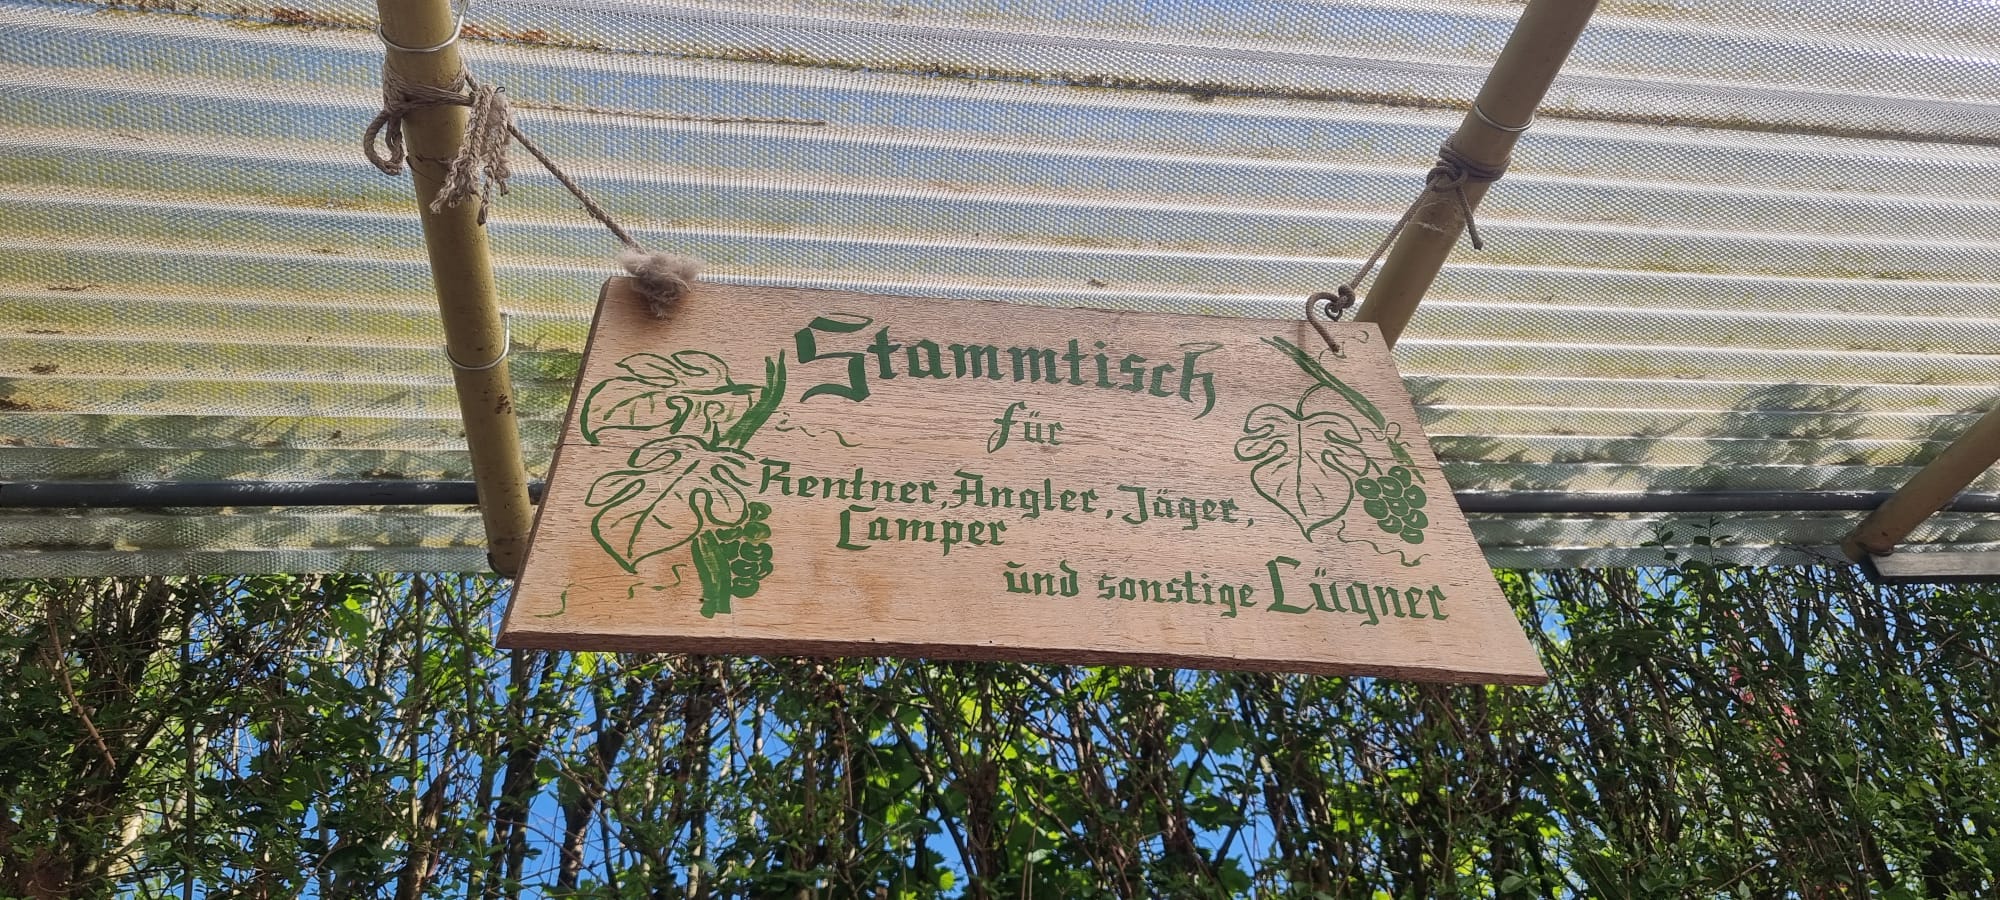 Stammtisch
für
Rentner, Angler, Jäger,
Camper
und sonstige Lügner